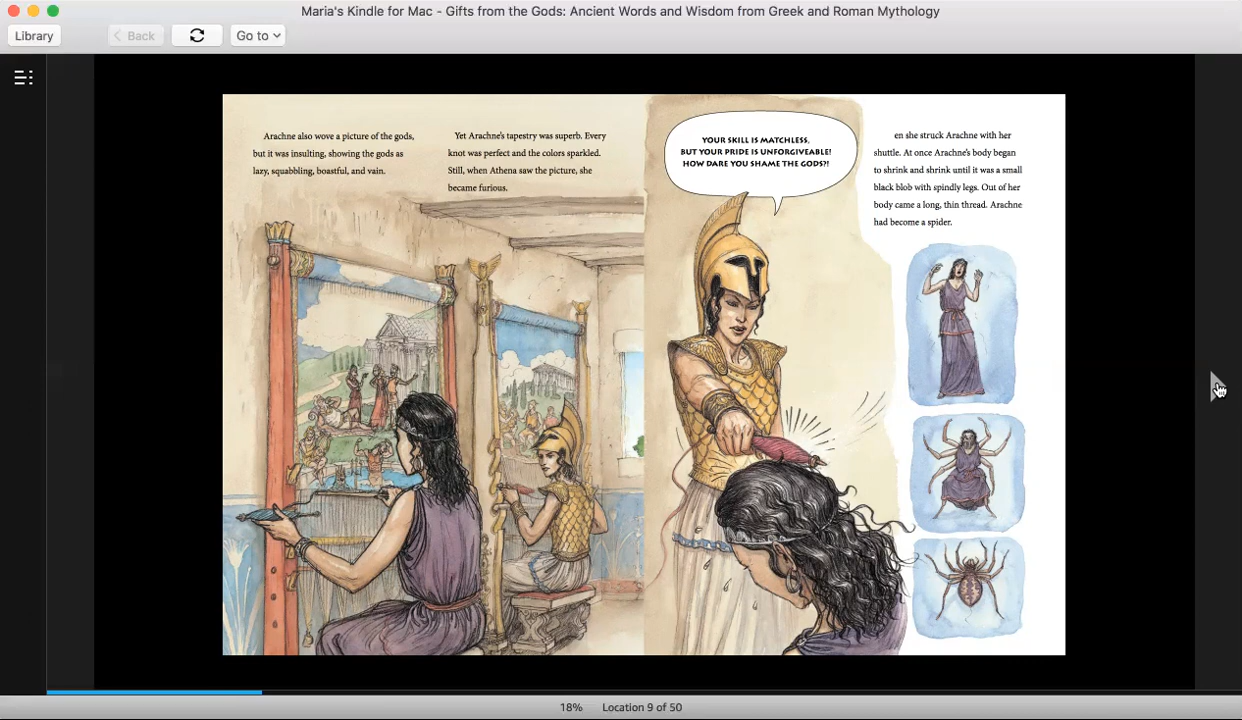 Maria's Kindle for Mac - Gifts from the Gods: Ancient Words and Wisdom from Greek and Roman Mythology
Library
Back
Go to
Arachne also wove a picture of the gods,
but it was insulting, showing the gods as
lazy, squabbling, boastful, and vain.
Yet Arachne's tapestry was superb. Every
knot was perfect and the colors sparkled.
Still, when Athena saw the picture, she
became furious.
YOUR SKILL IS MATCHLESS,
BUT YOUR PRIDE IS UNFORGIVEABLE!
HOW DARE YOU SHAME THE GODS?!
en she struck Arachne with her
shuttle. At once Arachne's body began
to shrink and shrink until it was a small
black blob with spindly legs. Out of her
body came a long, thin thread. Arachne
had become a spider.
18% Location 9 of 50